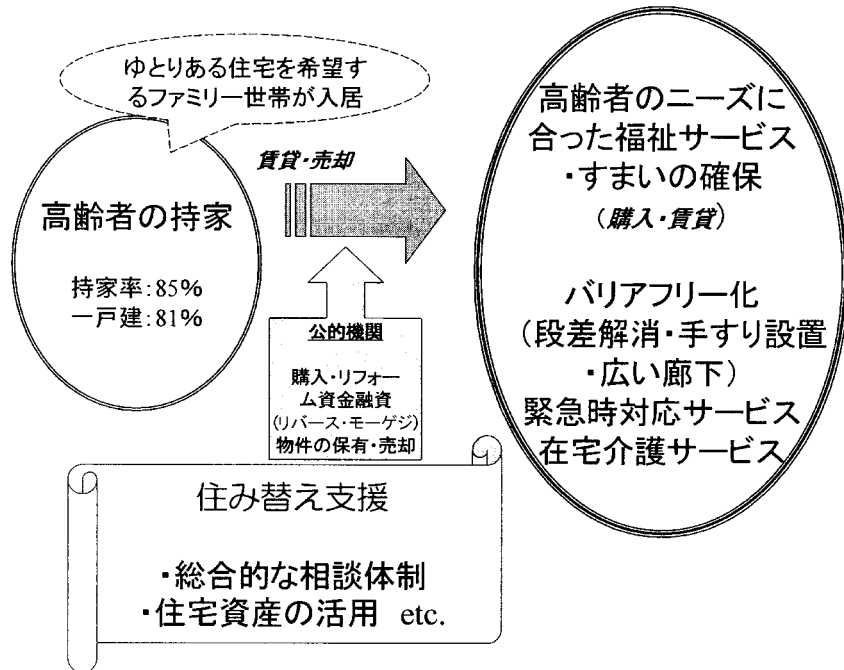 ゆとりある住宅を希望す
るファミリー世帯が入居
高齢者の持家
持家率:85%
一戸建:81%
賃貸・売却
公的機関
購入・リフォー
ム資金融資
(リバース・モーゲジ)
物件の保有・売却
住み替え支援
・総合的な相談体制
・住宅資産の活用 etc.
高齢者のニーズに
合った福祉サービス
・すまいの確保
(購入・賃貸)
バリアフリー化
(段差解消・手すり設置
・広い廊下)
緊急時対応サービス
在宅介護サービス